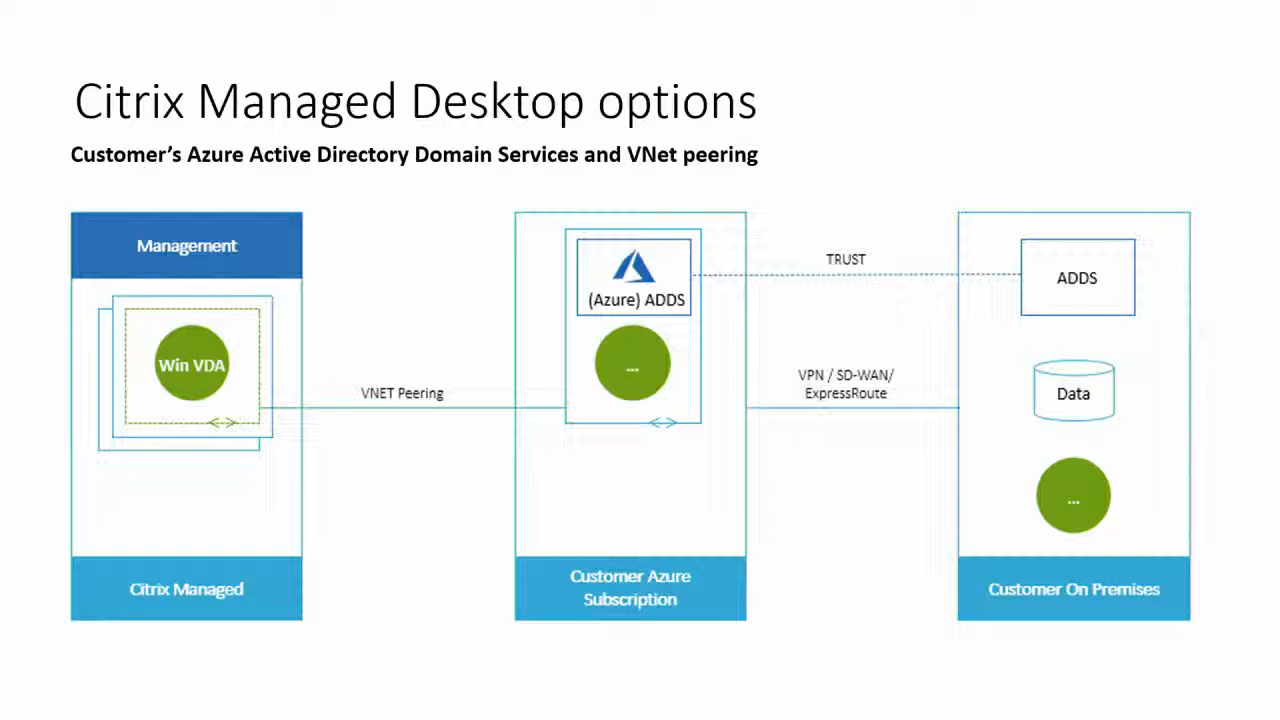 Citrix Managed Desktop options
Customer's Azure Active Directory Domain Services and VNet peering
Management
Win VDA
Citrix Managed
VNET Peering
(Azure) ADDS
...
Customer Azure
Subscription
TRUST
VPN / SD-WAN/
ExpressRoute
ADDS
Data
...
Customer On Premises